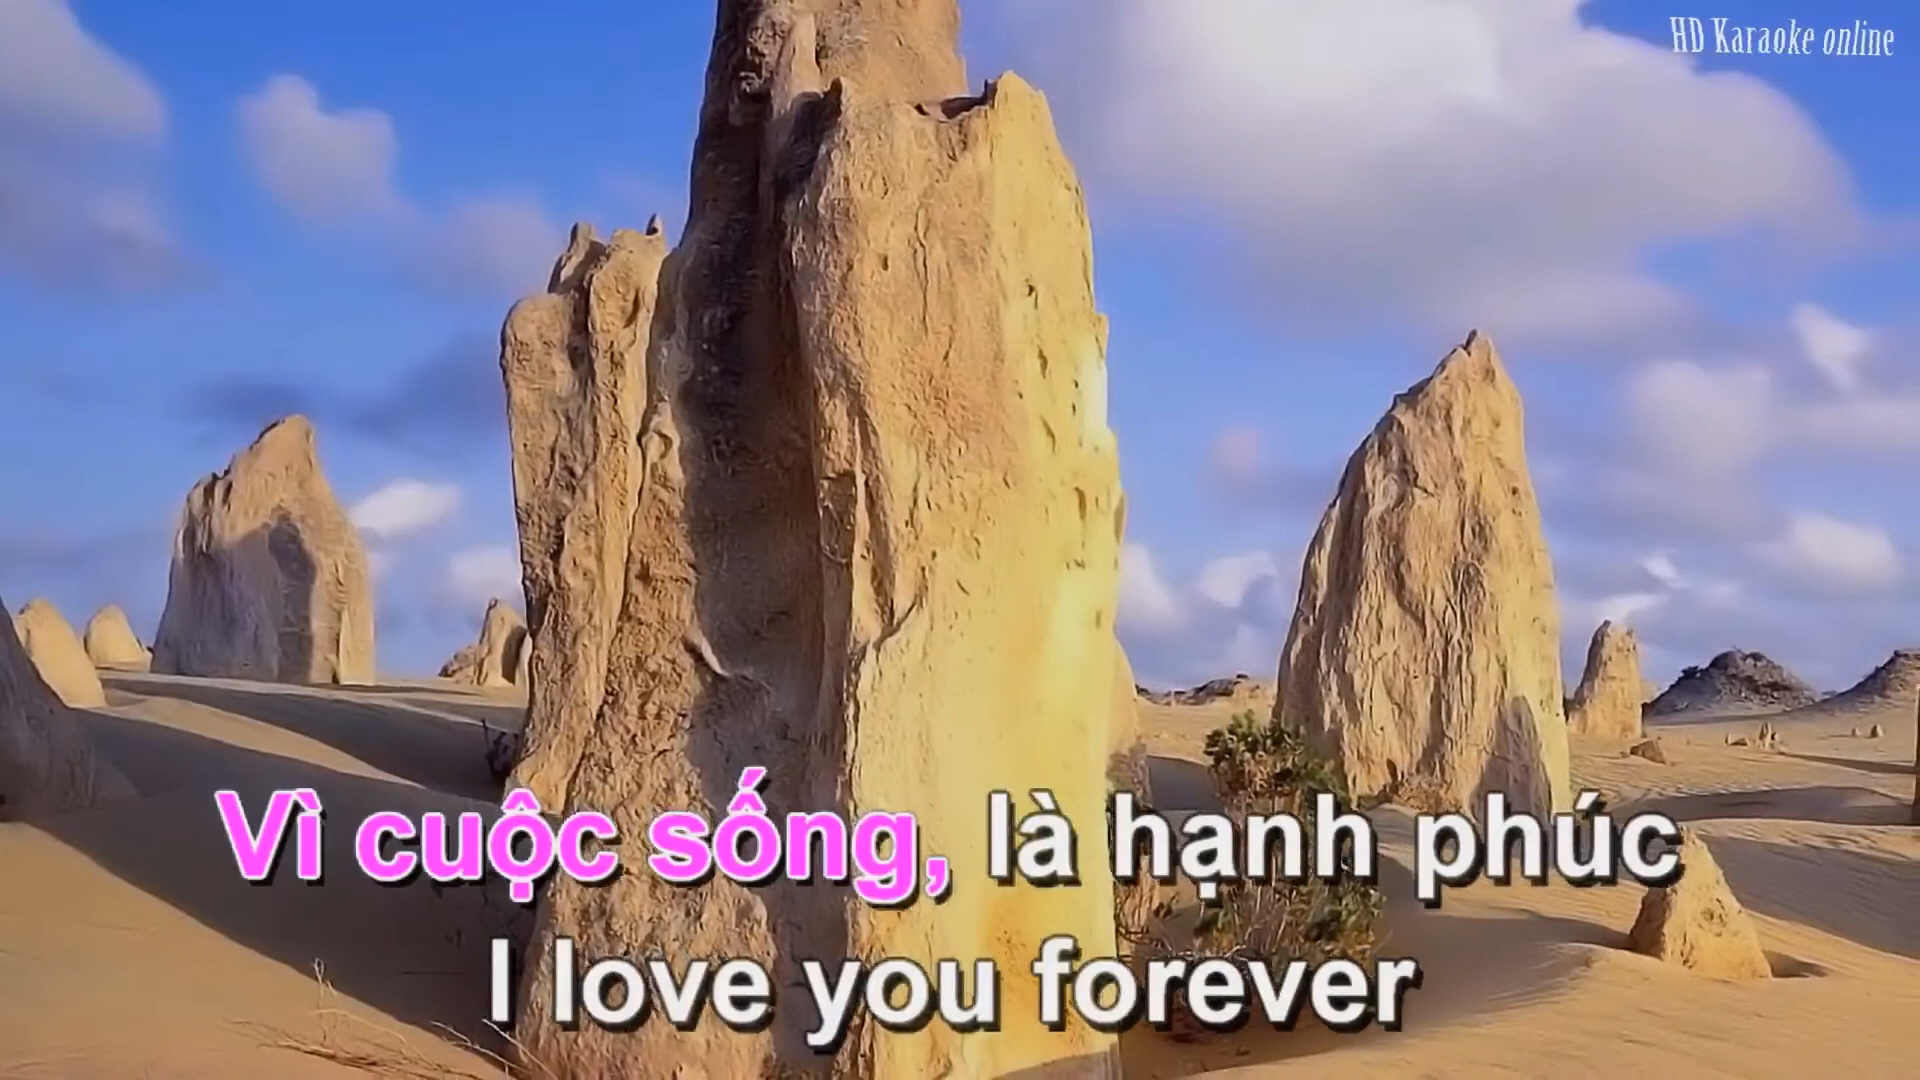 HD Karaoke online
Vì cuộc sống, là hạnh phúc
I love you forever